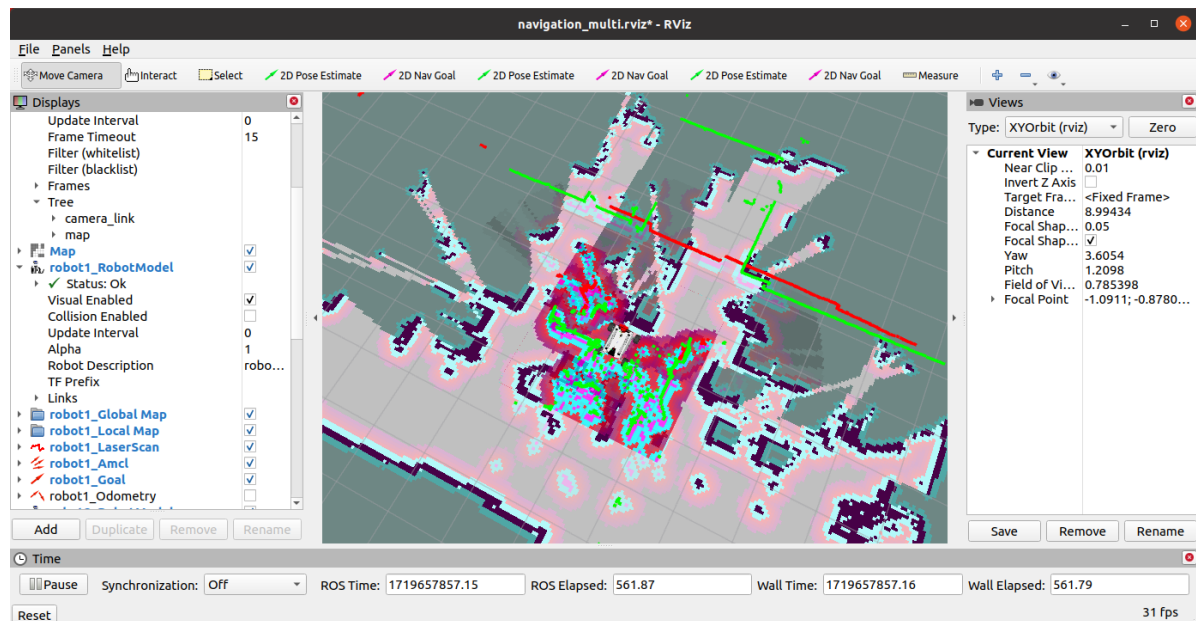 navigation_multi.rviz* - RViz
File Panels Help
Move Camera Interact Select 2D Pose Estimate 2D Nav Goal 2D Pose Estimate 2D Nav Goal 2D Pose Estimate 2D Nav Goal Measure
Displays
Update Interval 0
Frame Timeout 15
Filter (whitelist)
Filter (blacklist)
Frames
Tree
camera_link
map
Map
robot1_RobotModel
Status: Ok
Visual Enabled
Collision Enabled
Update Interval 0
Alpha 1
Robot Description robo...
TF Prefix
Links
robot1_Global Map
robot1_Local Map
robot1_LaserScan
robot1_Amcl
robot1_Goal
robot1_Odometry
Add Duplicate Remove Rename
Views
Type: XYOrbit (rviz) Zero
Current View XYOrbit (rviz)
Near Clip ... 0.01
Invert Z Axis
Target Fra... <Fixed Frame>
Distance 8.99434
Focal Shap... 0.05
Focal Shap...
Yaw 3.6054
Pitch 1.2098
Field of Vi... 0.785398
Focal Point -1.0911; -0.8780...
Save Remove Rename
Time
Pause Synchronization: Off ROS Time: 1719657857.15 ROS Elapsed: 561.87 Wall Time: 1719657857.16 Wall Elapsed: 561.79
Reset 31 fps